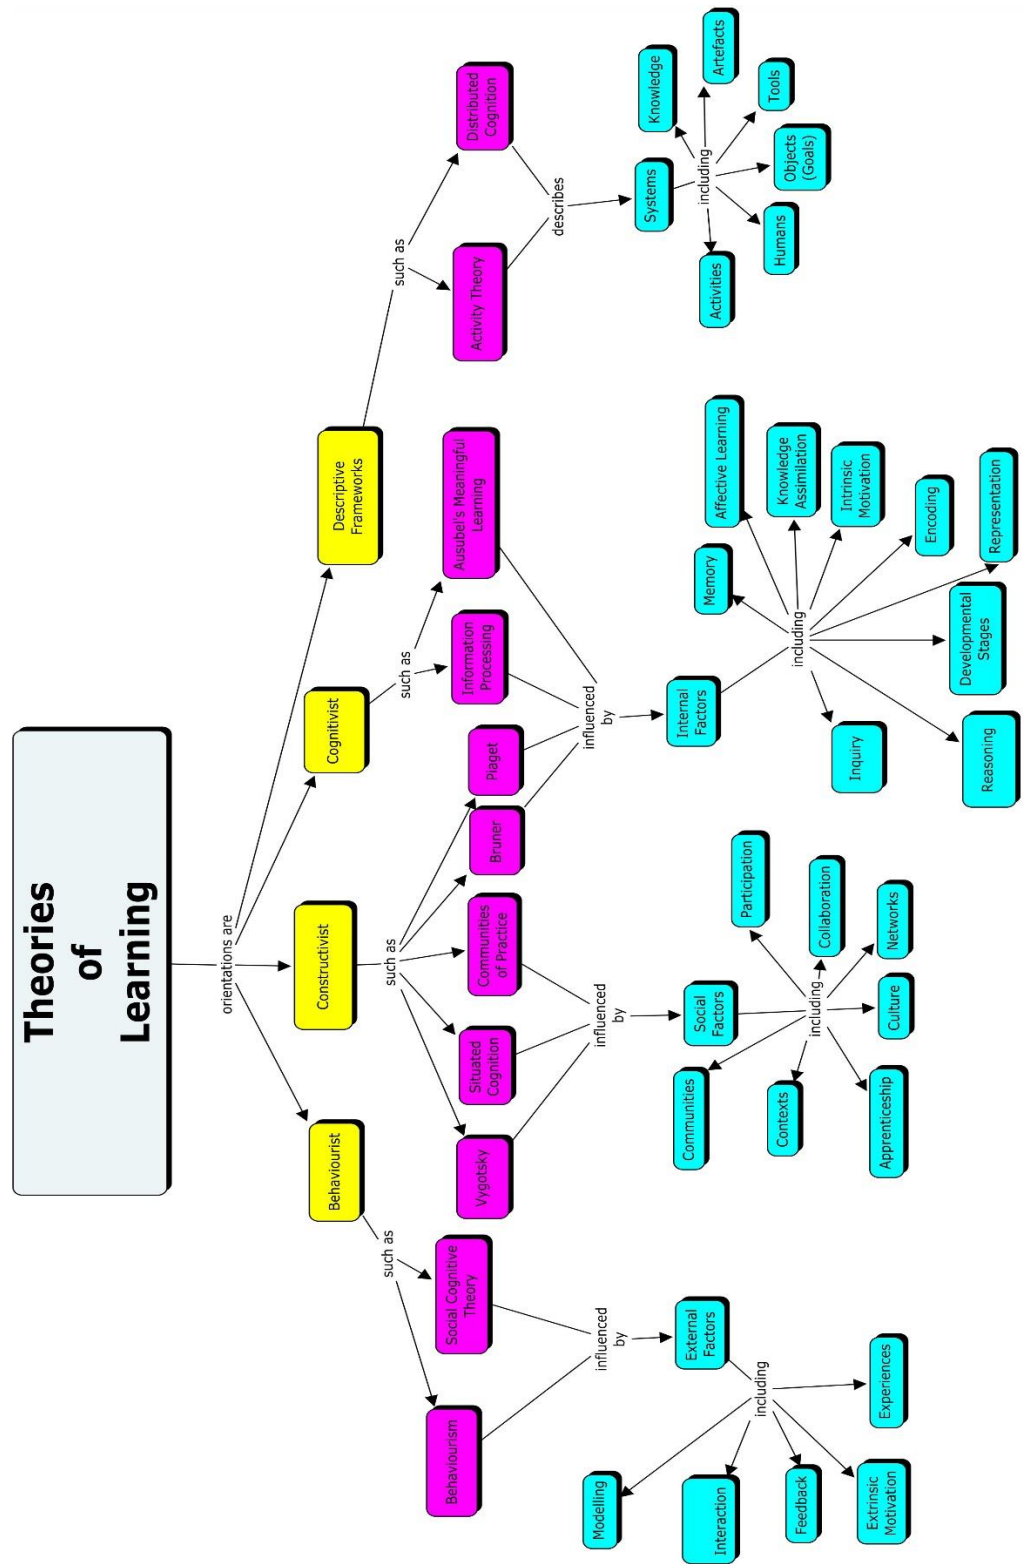 Theories
of
Learning
orientations are
Behaviourist
Constructivist
Cognitivist
Descriptive
Frameworks
such as
such as
such as
such as
Behaviourism
Social Cognitive
Theory
Vygotsky
Situated
Cognition
Communities
of Practice
Bruner
Piaget
Information
Processing
Ausubel's Meaningful
Learning
Activity Theory
Distributed
Cognition
influenced
by
influenced
by
influenced
by
describes
External
Factors
including
Modelling
Interaction
Feedback
Extrinsic
Motivation
Experiences
Social
Factors
including
Communities
Contexts
Apprenticeship
Culture
Networks
Collaboration
Participation
Internal
Factors
including
Inquiry
Reasoning
Developmental
Stages
Representation
Encoding
Intrinsic
Motivation
Knowledge
Assimilation
Affective Learning
Memory
Systems
including
Activities
Humans
Objects
(Goals)
Tools
Artefacts
Knowledge